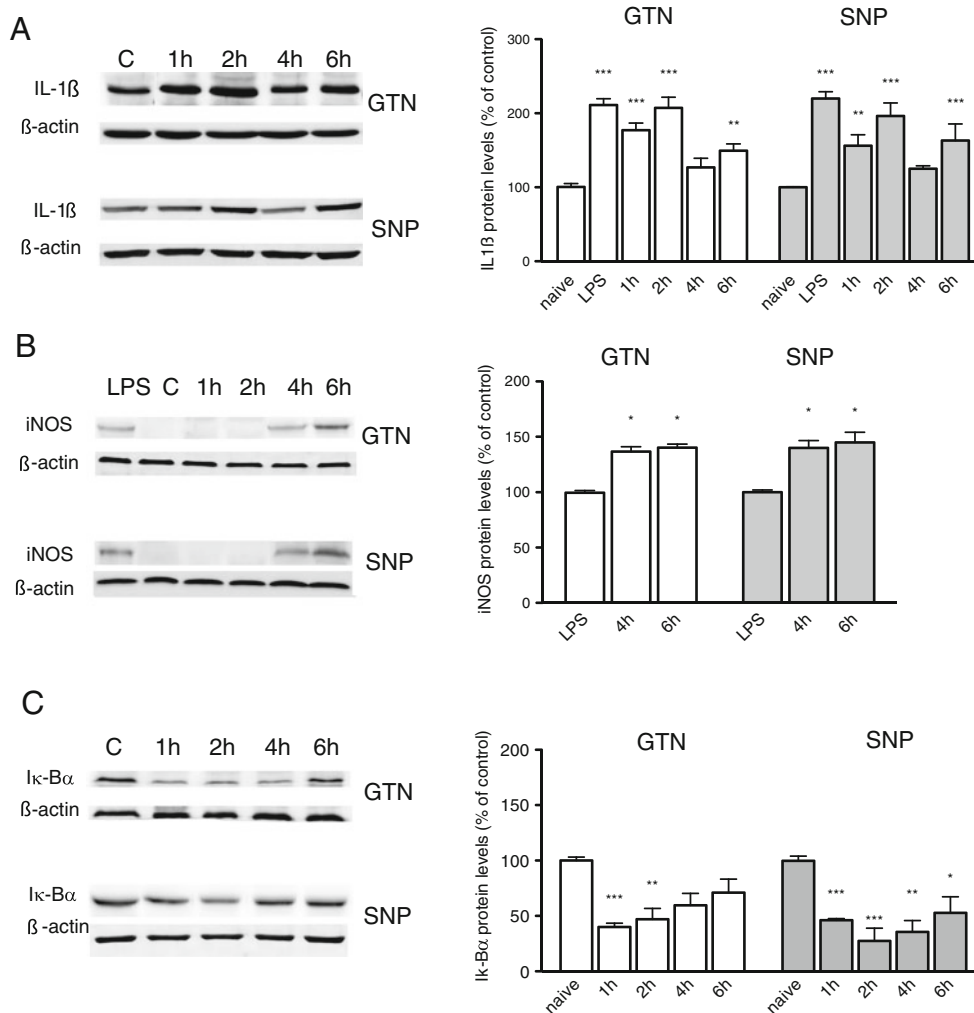 A
C 1h 2h 4h 6h
IL-1ß
GTN
ß-actin
IL-1ß
SNP
ß-actin
GTN SNP
IL1ß protein levels (% of control)
300
200
100
0
*** *** *** **
*** ** *** ***
naive LPS 1h 2h 4h 6h naive LPS 1h 2h 4h 6h
B
LPS C 1h 2h 4h 6h
iNOS
GTN
ß-actin
iNOS
SNP
ß-actin
GTN SNP
iNOS protein levels (% of control)
200
150
100
50
0
* * * *
LPS 4h 6h LPS 4h 6h
C
C 1h 2h 4h 6h
Iκ-Bα
GTN
ß-actin
Iκ-Bα
SNP
ß-actin
GTN SNP
Ik-Bα protein levels (% of control)
200
150
100
50
0
*** ** *** *** ** *
naive 1h 2h 4h 6h naive 1h 2h 4h 6h